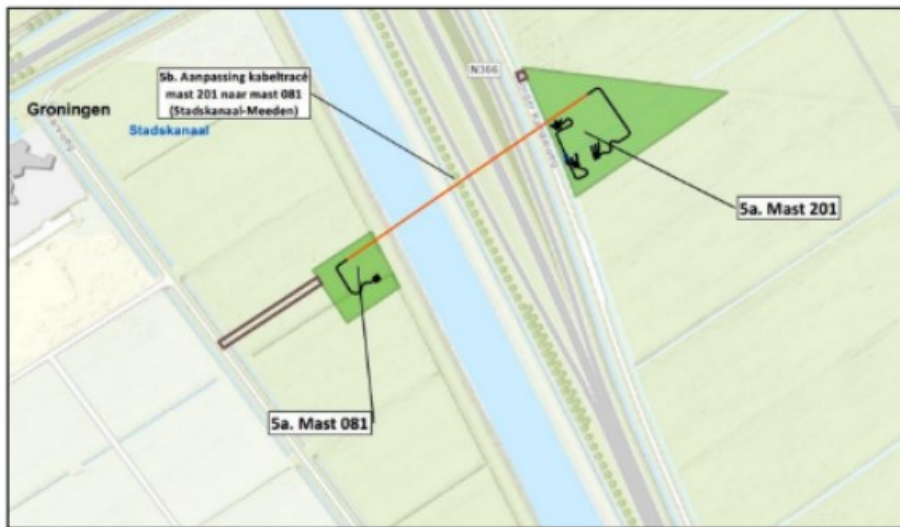 5b. Aanpassing kabeltracé
mast 201 naar mast 081
(Stadskanaal-Meeden)
N366
Groningen
Stadskanaal
5a. Mast 201
5a. Mast 081